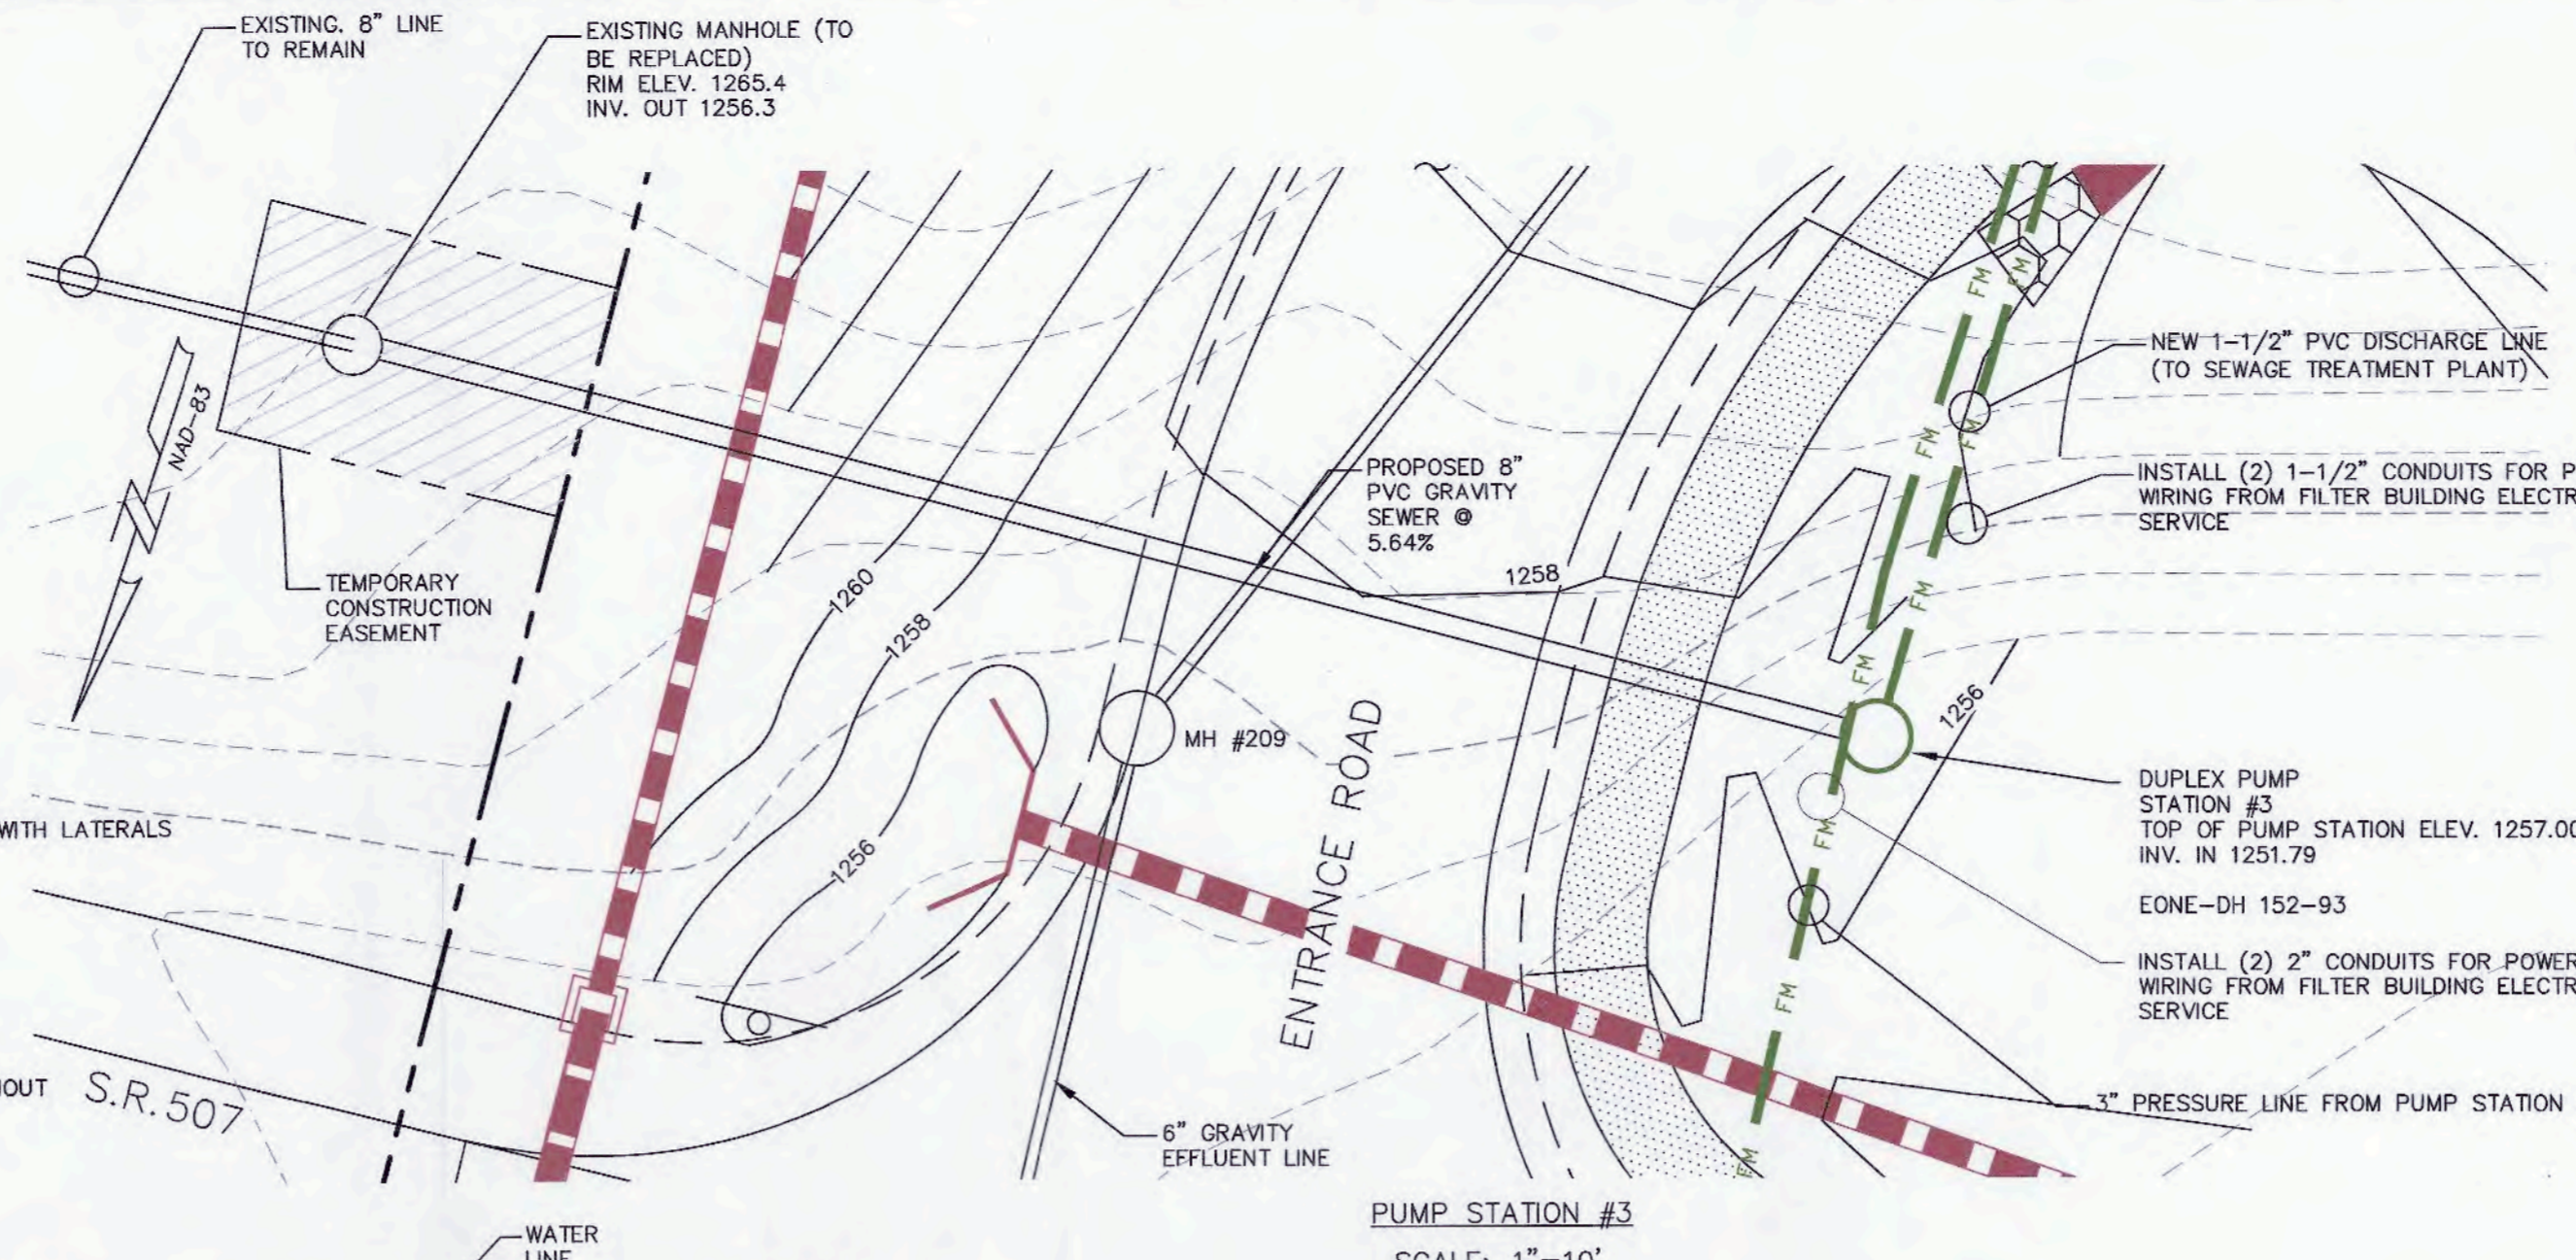 EXISTING. 8" LINE
TO REMAIN
EXISTING MANHOLE (TO
BE REPLACED)
RIM ELEV. 1265.4
INV. OUT 1256.3
NAD-83
TEMPORARY
CONSTRUCTION
EASEMENT
WITH LATERALS
S.R. 507
WATER
LINE
1260
1258
1256
MH #209
PROPOSED 8"
PVC GRAVITY
SEWER @
5.64%
1258
ENTRANCE ROAD
6" GRAVITY
EFFLUENT LINE
FM
FM
FM
FM
FM
FM
FM
FM
FM
1256
NEW 1-1/2" PVC DISCHARGE LINE
(TO SEWAGE TREATMENT PLANT)
INSTALL (2) 1-1/2" CONDUITS FOR P
WIRING FROM FILTER BUILDING ELECTR
SERVICE
DUPLEX PUMP
STATION #3
TOP OF PUMP STATION ELEV. 1257.00
INV. IN 1251.79
EONE-DH 152-93
INSTALL (2) 2" CONDUITS FOR POWER
WIRING FROM FILTER BUILDING ELECTR
SERVICE
3" PRESSURE LINE FROM PUMP STATION
PUMP STATION #3
SCALE: 1"=10'